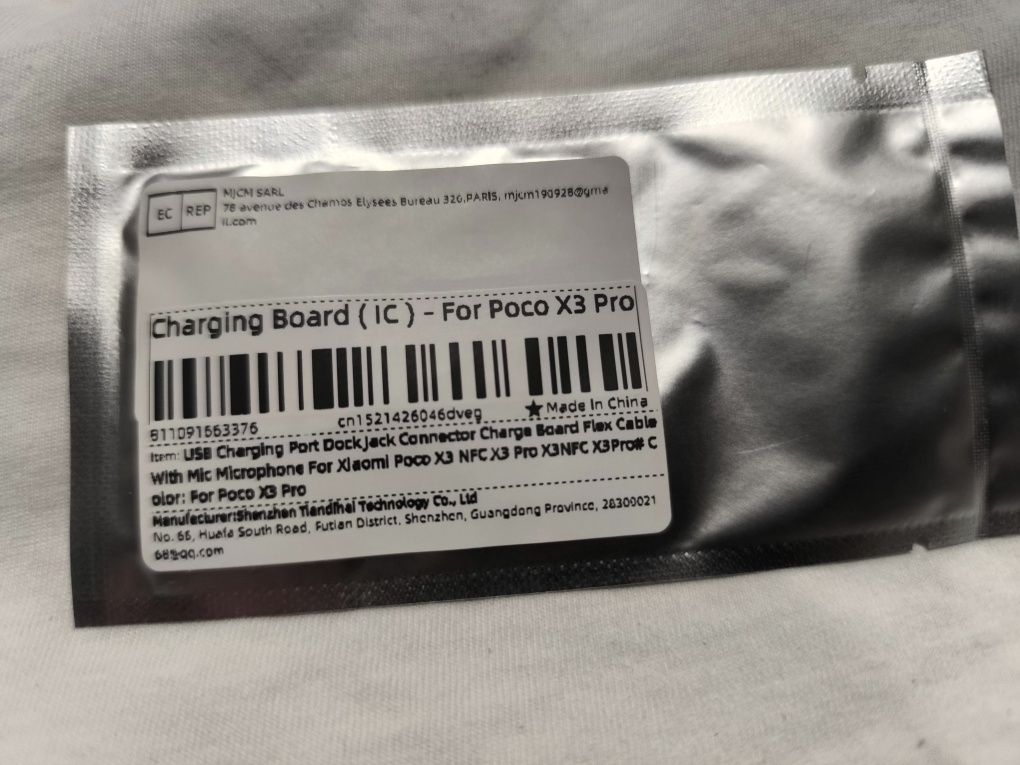 EC REP
MJCM SARL
78 avenue des Champs Elysees Bureau 326,PARIS, mjcm190928@gma
il.com
Charging Board ( IC ) - For Poco X3 Pro
611091663376
cn1521426046dveg
★ Made In China
Item: USB Charging Port Dock Jack Connector Charge Board Flex Cable
With Mic Microphone For Xiaomi Poco X3 NFC X3 Pro X3NFC X3Pro# C
olor: For Poco X3 Pro
Manufacturer:Shenzhen Tiandihai Technology Co., Ltd
No. 66, Huafa South Road, Futian District, Shenzhen, Guangdong Province, 28300021
68@qq.com